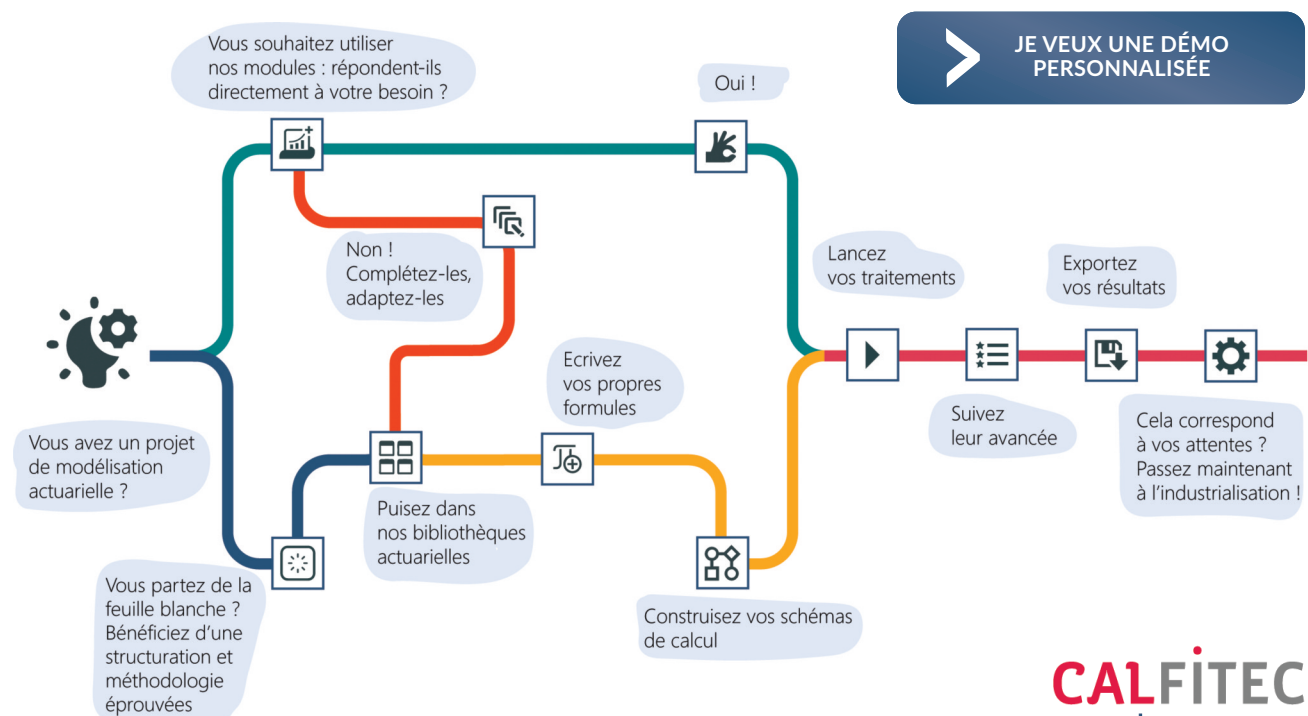 Vous souhaitez utiliser
nos modules : répondent-ils
directement à votre besoin ?
Oui !
JE VEUX UNE DÉMO
PERSONNALISÉE
Non !
Complétez-les,
adaptez-les
Lancez
vos traitements
Exportez
vos résultats
Ecrivez
vos propres
formules
Vous avez un projet
de modélisation
actuarielle ?
Suivez
leur avancée
Cela correspond
à vos attentes ?
Passez maintenant
à l'industrialisation !
Puisez dans
nos bibliothèques
actuarielles
Vous partez de la
feuille blanche ?
Bénéficiez d'une
structuration et
méthodologie
éprouvées
Construisez vos schémas
de calcul
CALFITEC